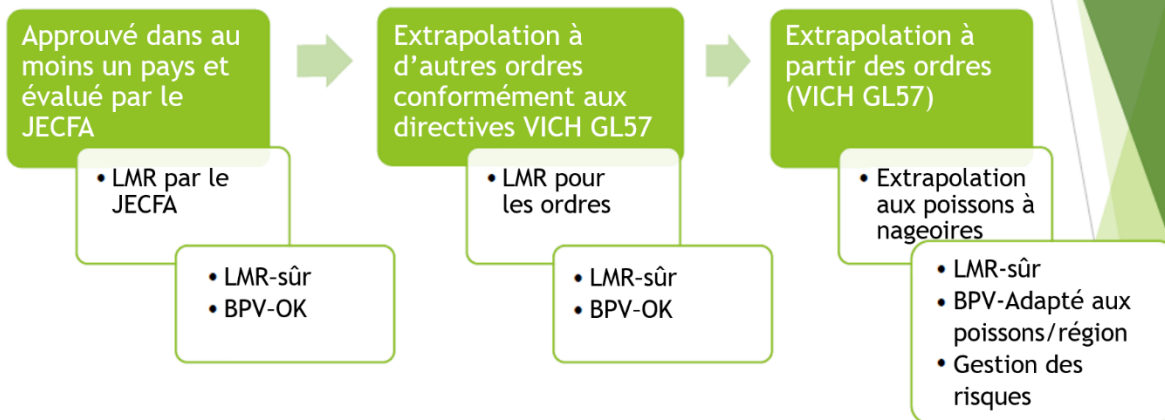 Approuvé dans au
moins un pays et
évalué par le
JECFA
• LMR par le
JECFA
• LMR-sûr
• BPV-OK
Extrapolation à
d'autres ordres
conformément aux
directives VICH GL57
• LMR pour
les ordres
• LMR-sûr
• BPV-OK
Extrapolation à
partir des ordres
(VICH GL57)
• Extrapolation
aux poissons à
nageoires
• LMR-sûr
• BPV-Adapté aux
poissons/région
• Gestion des
risques